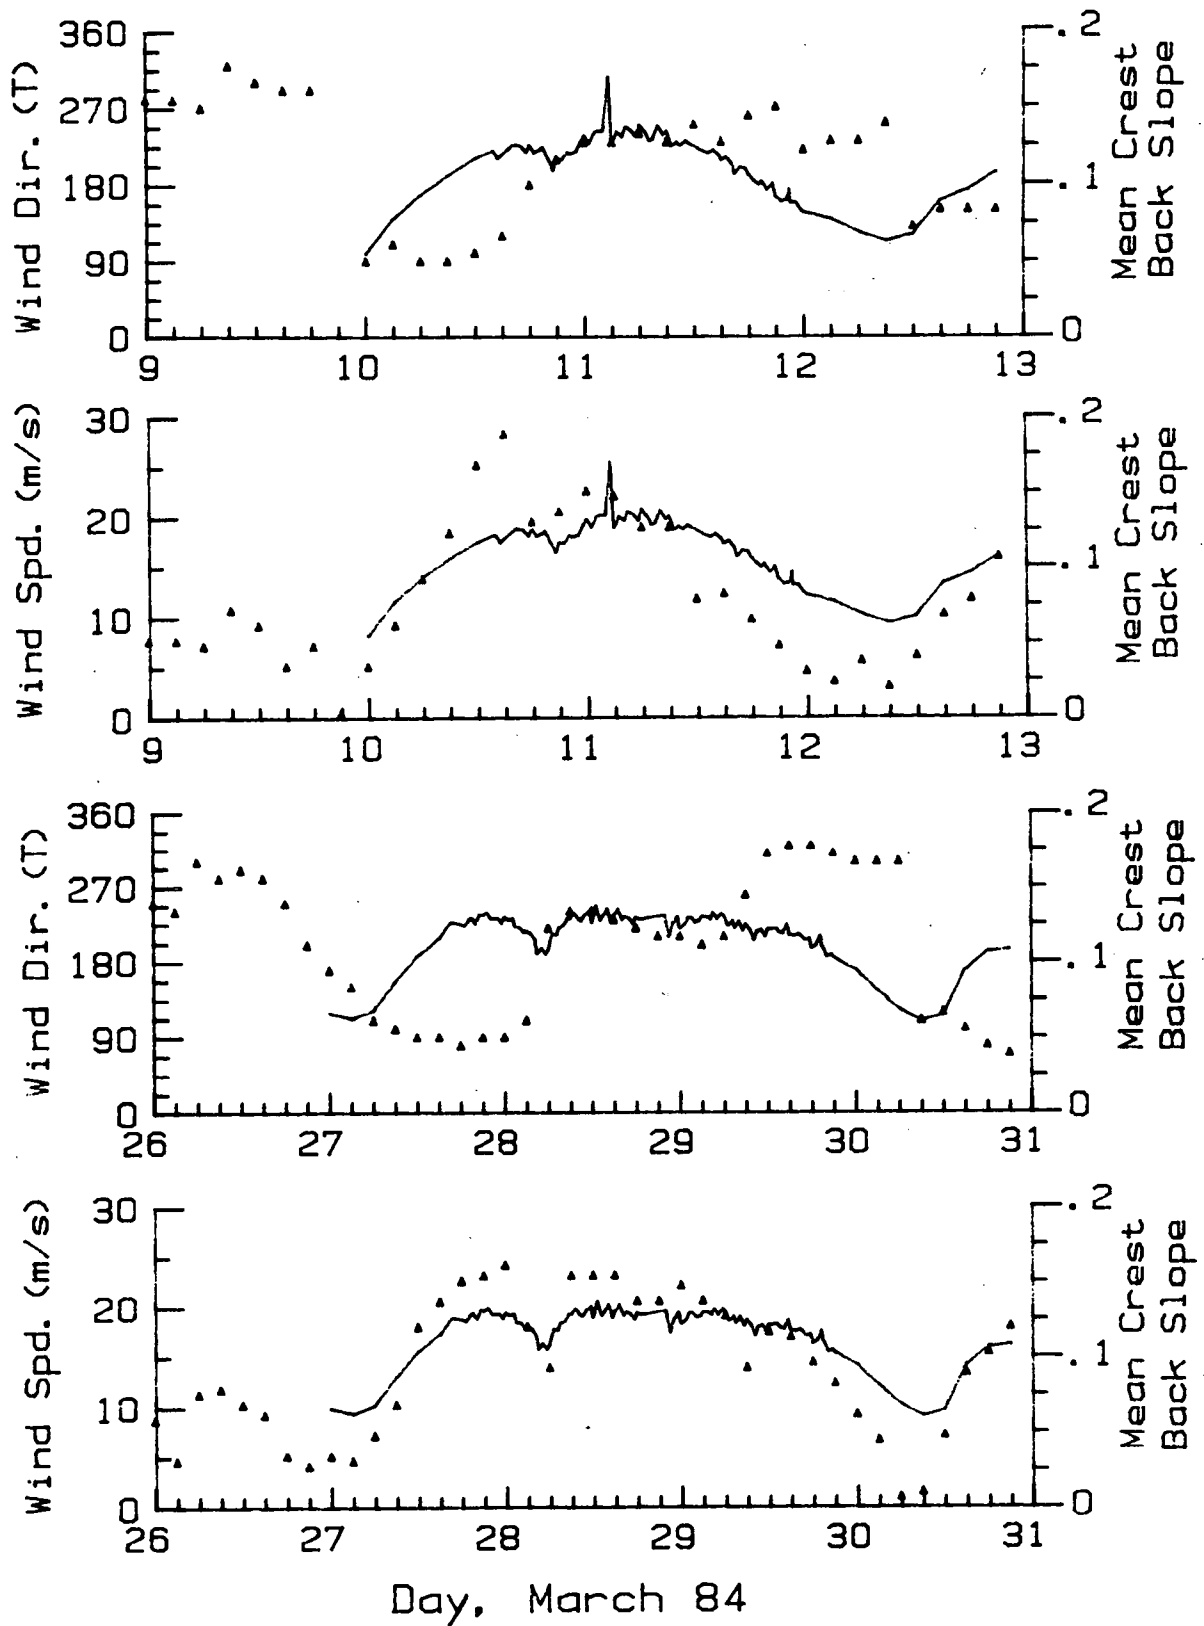 Wind Dir. (T)
360
270
180
90
0
.2
.1
0
Mean Crest
Back Slope
9 10 11 12 13
Wind Spd. (m/s)
30
20
10
0
.2
.1
0
Mean Crest
Back Slope
9 10 11 12 13
Wind Dir. (T)
360
270
180
90
0
.2
.1
0
Mean Crest
Back Slope
26 27 28 29 30 31
Wind Spd. (m/s)
30
20
10
0
.2
.1
0
Mean Crest
Back Slope
26 27 28 29 30 31
Day, March 84